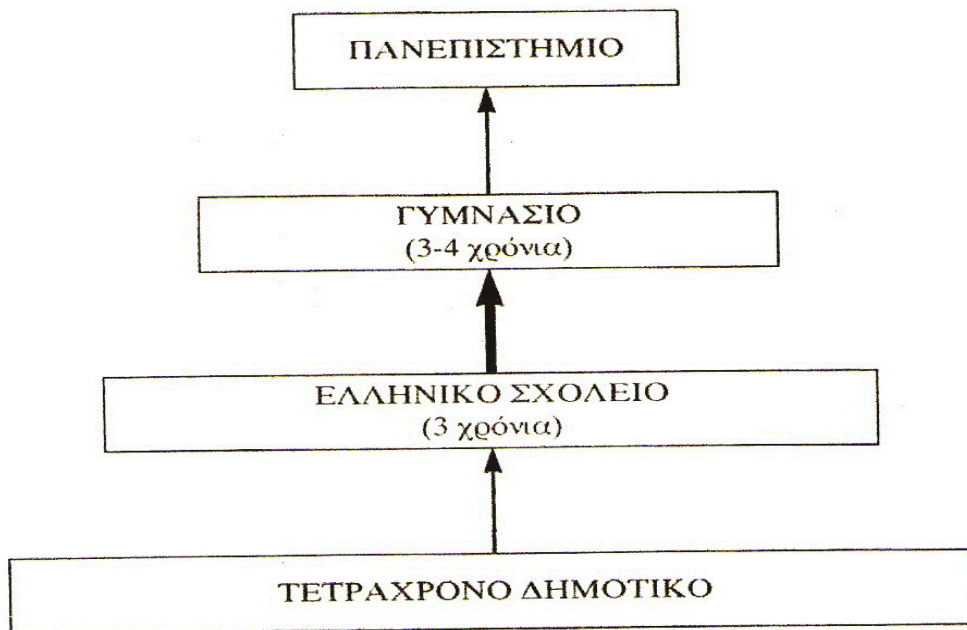 ΠΑΝΕΠΙΣΤΗΜΙΟ
ΓΥΜΝΑΣΙΟ
(3-4 χρόνια)
ΕΛΛΗΝΙΚΟ ΣΧΟΛΕΙΟ
(3 χρόνια)
ΤΕΤΡΑΧΡΟΝΟ ΔΗΜΟΤΙΚΟ